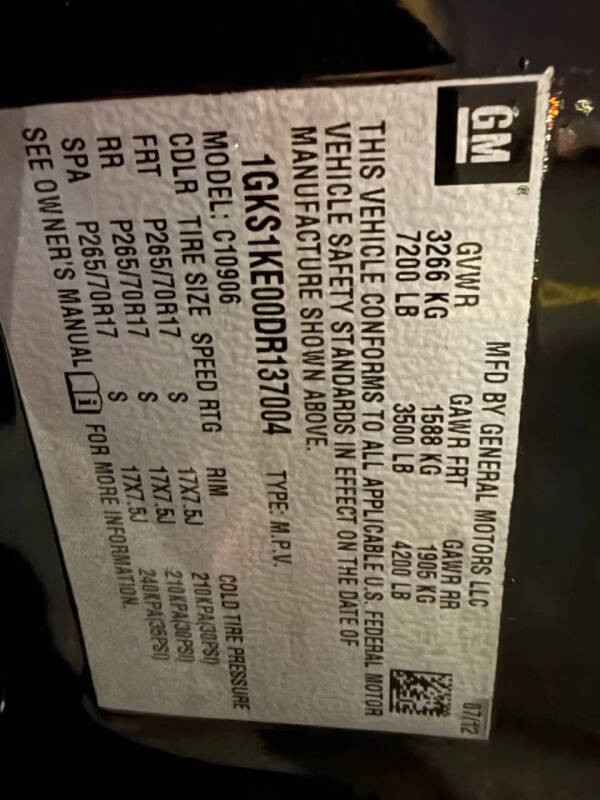 GM®
MFD BY GENERAL MOTORS LLC 07/12
GVWR GAWR FRT GAWR RR
3266 KG 1588 KG 1905 KG
7200 LB 3500 LB 4200 LB
THIS VEHICLE CONFORMS TO ALL APPLICABLE U.S. FEDERAL MOTOR
VEHICLE SAFETY STANDARDS IN EFFECT ON THE DATE OF
MANUFACTURE SHOWN ABOVE.
1GKS1KE00DR137004 TYPE: M.P.V.
MODEL: C10906
CDLR TIRE SIZE SPEED RTG RIM COLD TIRE PRESSURE
FRT P265/70R17 S 17X7.5J 210KPA(30PSI)
RR P265/70R17 S 17X7.5J 210KPA(30PSI)
SPA P265/70R17 S 17X7.5J 240KPA(35PSI)
SEE OWNER'S MANUAL i FOR MORE INFORMATION.